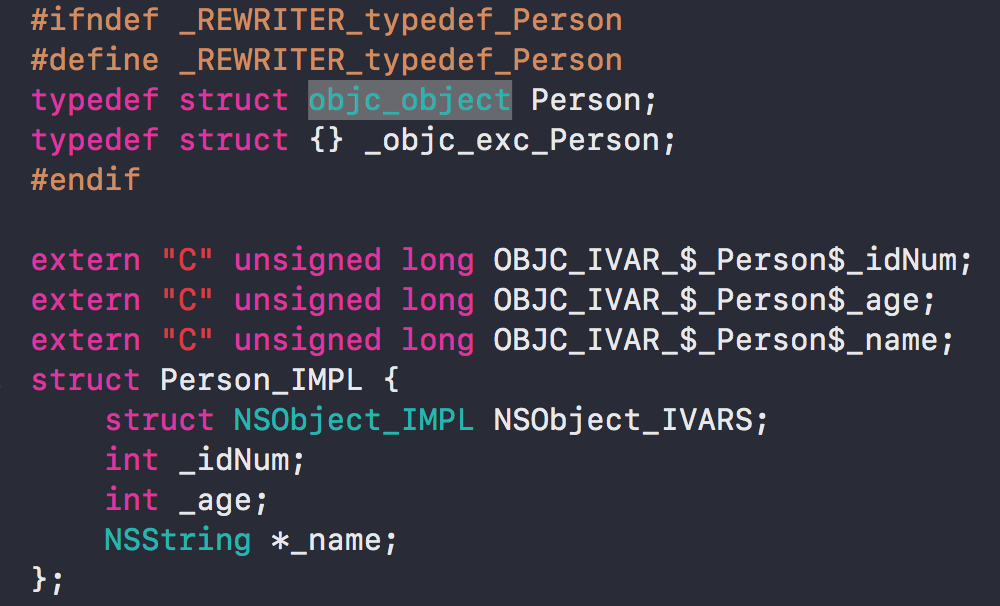 #ifndef _REWRITER_typedef_Person
#define _REWRITER_typedef_Person
typedef struct objc_object Person;
typedef struct {} _objc_exc_Person;
#endif
extern "C" unsigned long OBJC_IVAR_$_Person$_idNum;
extern "C" unsigned long OBJC_IVAR_$_Person$_age;
extern "C" unsigned long OBJC_IVAR_$_Person$_name;
struct Person_IMPL {
    struct NSObject_IMPL NSObject_IVARS;
    int _idNum;
    int _age;
    NSString *_name;
};